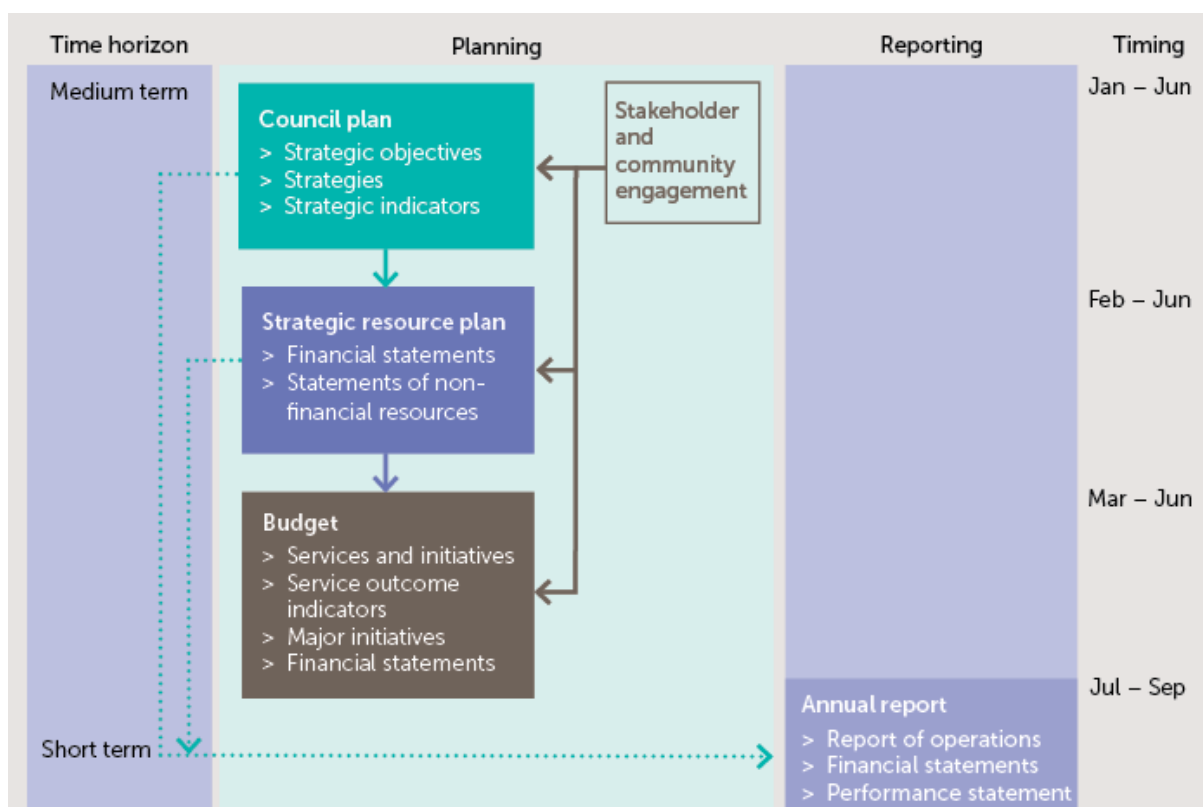 Time horizon
Planning
Reporting
Timing
Medium term
Council plan
> Strategic objectives
> Strategies
> Strategic indicators
Stakeholder
and
community
engagement
Jan – Jun
Strategic resource plan
> Financial statements
> Statements of non-
financial resources
Feb – Jun
Budget
> Services and initiatives
> Service outcome
indicators
> Major initiatives
> Financial statements
Mar – Jun
Short term
Annual report
> Report of operations
> Financial statements
> Performance statement
Jul – Sep